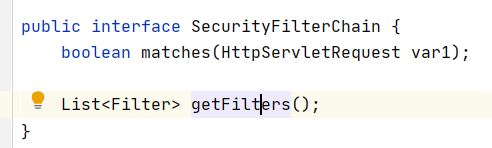 public interface SecurityFilterChain {
    boolean matches(HttpServletRequest var1);
    List<Filter> getFilters();
}